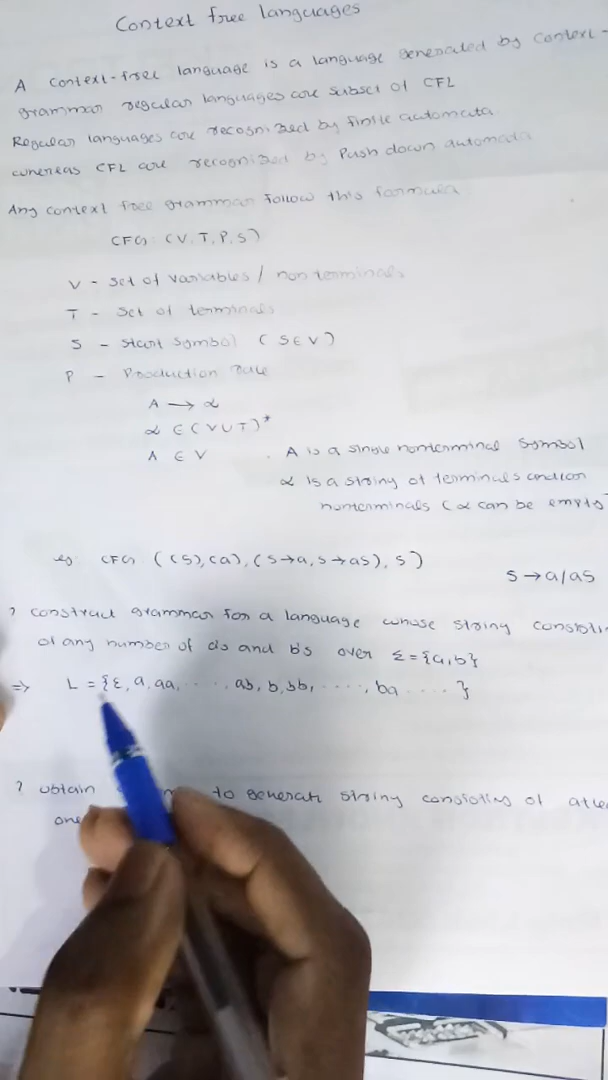 Context free languages
A Context-free language is a language generated by context-
grammar regular languages are subset of CFL
Regular languages are recognized by finite automata
whereas CFL are recognized by Push down automata
Any context free grammar follow this formula
CFG : (V, T, P, S)
V - Set of variables / non terminals
T - Set of terminals
S - Start symbol ( S ∈ V )
P - Production rule
A → α
α ∈ (V ∪ T)*
A ∈ V . A is a single nonterminal symbol
α is a string of terminals and/or
nonterminals ( α can be empty
eg: CFG ( (S), (a), (S→a, S→aS), S )
S → a/aS
? construct grammar for a language whose string
of any number of a's and b's over Σ = {a, b}
⇒ L = {ε, a, aa, ...., ab, b, bb, ...., ba .... }
? obtain to generate string consisting of
one